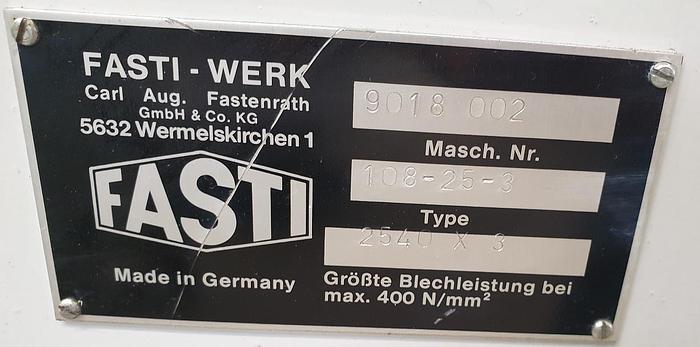 FASTI - WERK
Carl Aug. Fastenrath
GmbH & Co. KG
5632 Wermelskirchen 1
FASTI
Made in Germany
9018 002
Masch. Nr.
108-25-3
Type
2540 X 3
Größte Blechleistung bei
max. 400 N/mm²